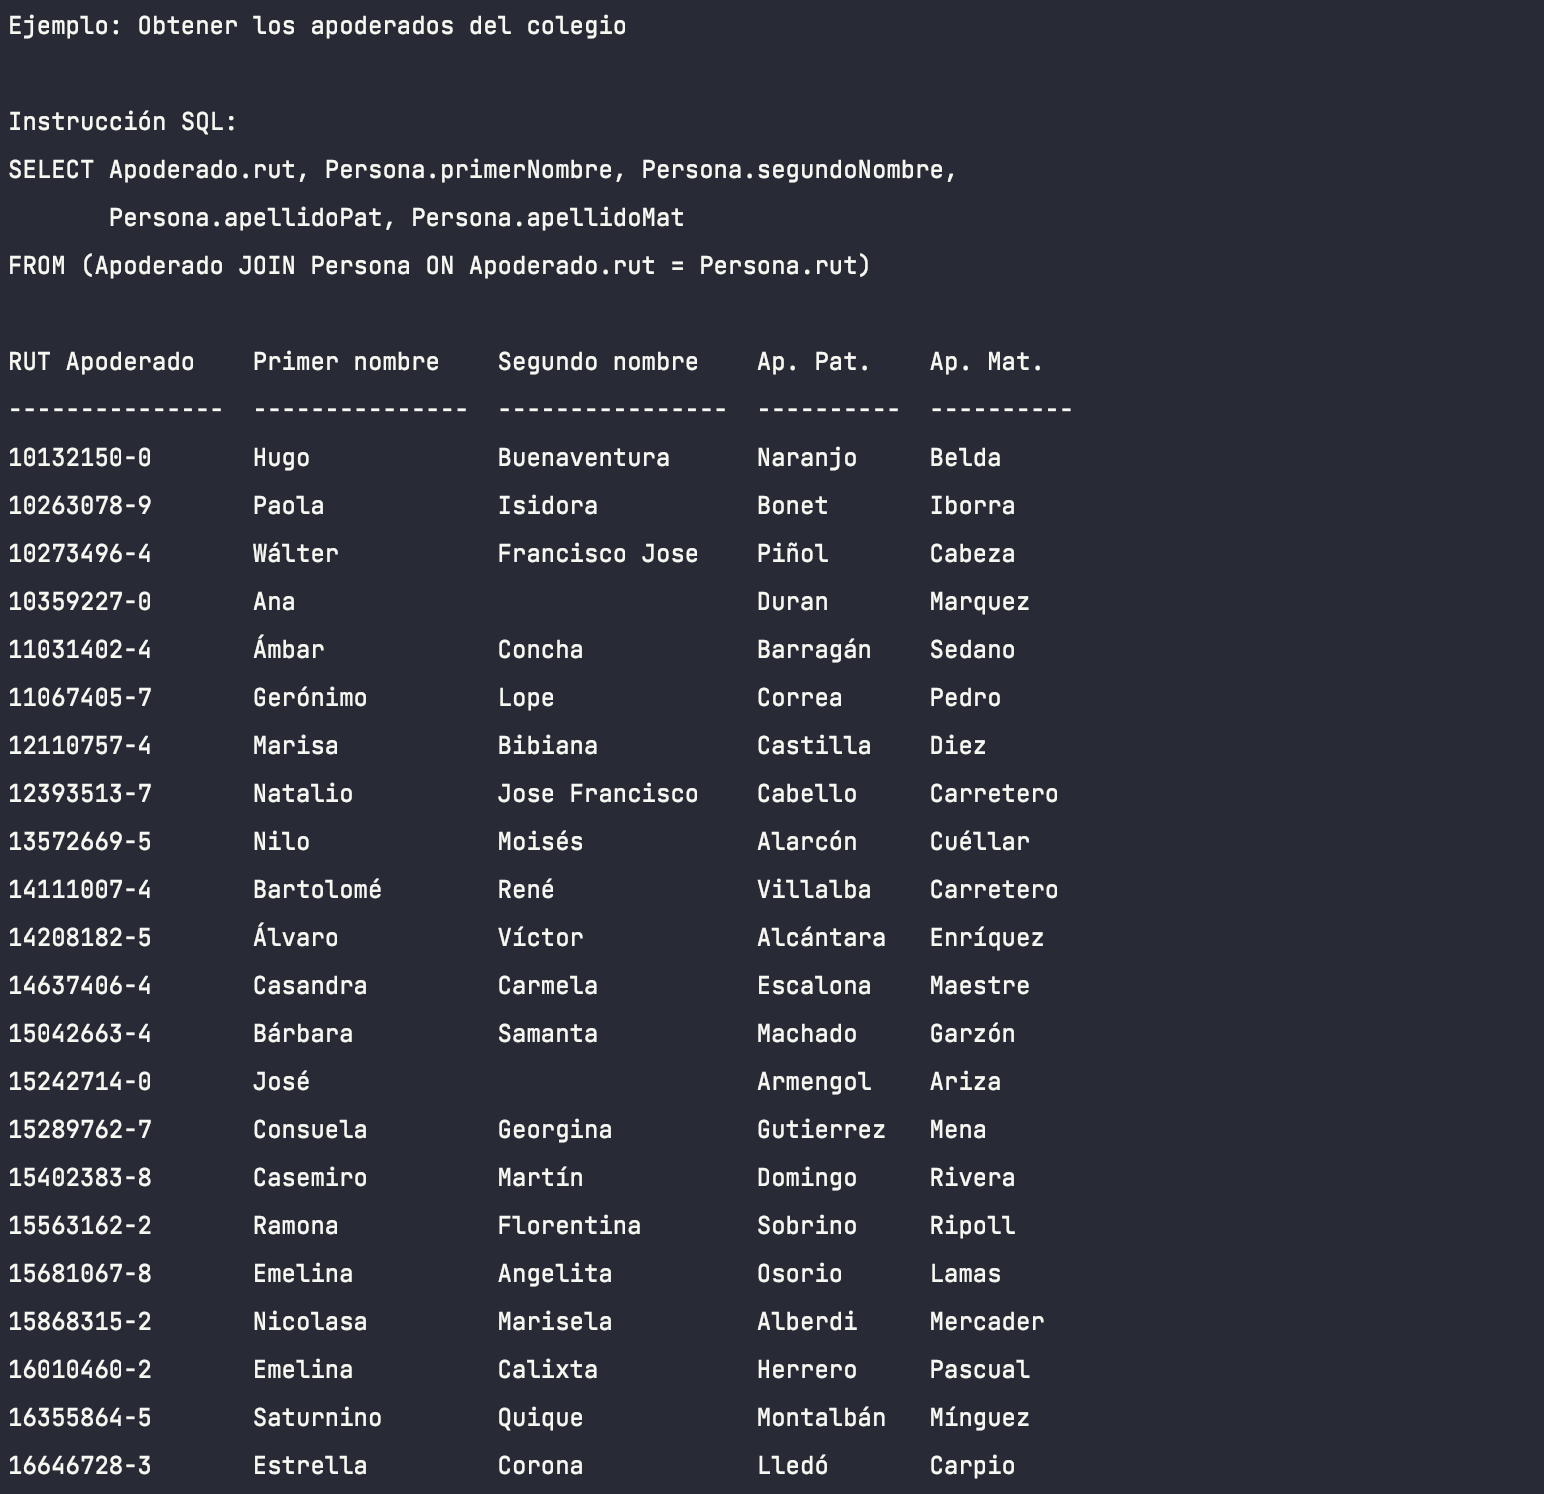 Ejemplo: Obtener los apoderados del colegio
Instrucción SQL:
SELECT Apoderado.rut, Persona.primerNombre, Persona.segundoNombre,
       Persona.apellidoPat, Persona.apellidoMat
FROM (Apoderado JOIN Persona ON Apoderado.rut = Persona.rut)
RUT Apoderado    Primer nombre    Segundo nombre   Ap. Pat.    Ap. Mat.
---------------  ---------------  ----------------  ----------  ----------
10132150-0       Hugo             Buenaventura      Naranjo     Belda
10263078-9       Paola            Isidora           Bonet       Iborra
10273496-4       Wálter           Francisco Jose    Piñol       Cabeza
10359227-0       Ana                                Duran       Marquez
11031402-4       Ámbar            Concha            Barragán    Sedano
11067405-7       Gerónimo         Lope              Correa      Pedro
12110757-4       Marisa           Bibiana           Castilla    Diez
12393513-7       Natalio          Jose Francisco    Cabello     Carretero
13572669-5       Nilo             Moisés            Alarcón     Cuéllar
14111007-4       Bartolomé        René              Villalba    Carretero
14208182-5       Álvaro           Víctor            Alcántara   Enríquez
14637406-4       Casandra         Carmela           Escalona    Maestre
15042663-4       Bárbara          Samanta           Machado     Garzón
15242714-0       José                               Armengol    Ariza
15289762-7       Consuela         Georgina          Gutierrez   Mena
15402383-8       Casemiro         Martín            Domingo     Rivera
15563162-2       Ramona           Florentina        Sobrino     Ripoll
15681067-8       Emelina          Angelita          Osorio      Lamas
15868315-2       Nicolasa         Marisela          Alberdi     Mercader
16010460-2       Emelina          Calixta           Herrero     Pascual
16355864-5       Saturnino        Quique            Montalbán   Mínguez
16646728-3       Estrella         Corona            Lledó       Carpio